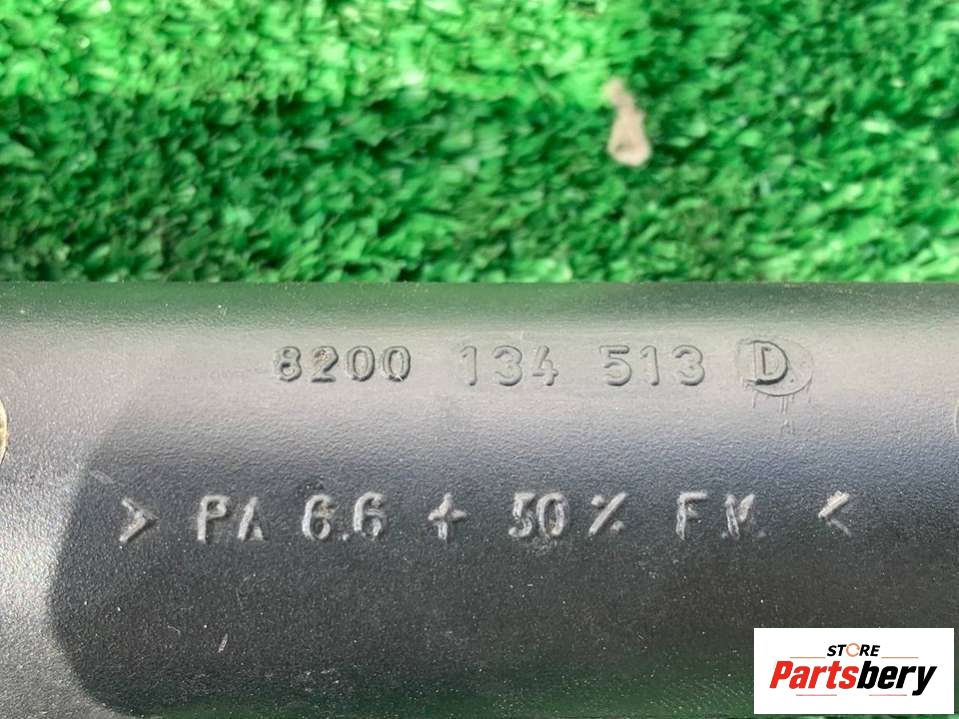 8200 134 513 D
> PA 6.6 + 50 % F.V. <
STORE
Partsbery